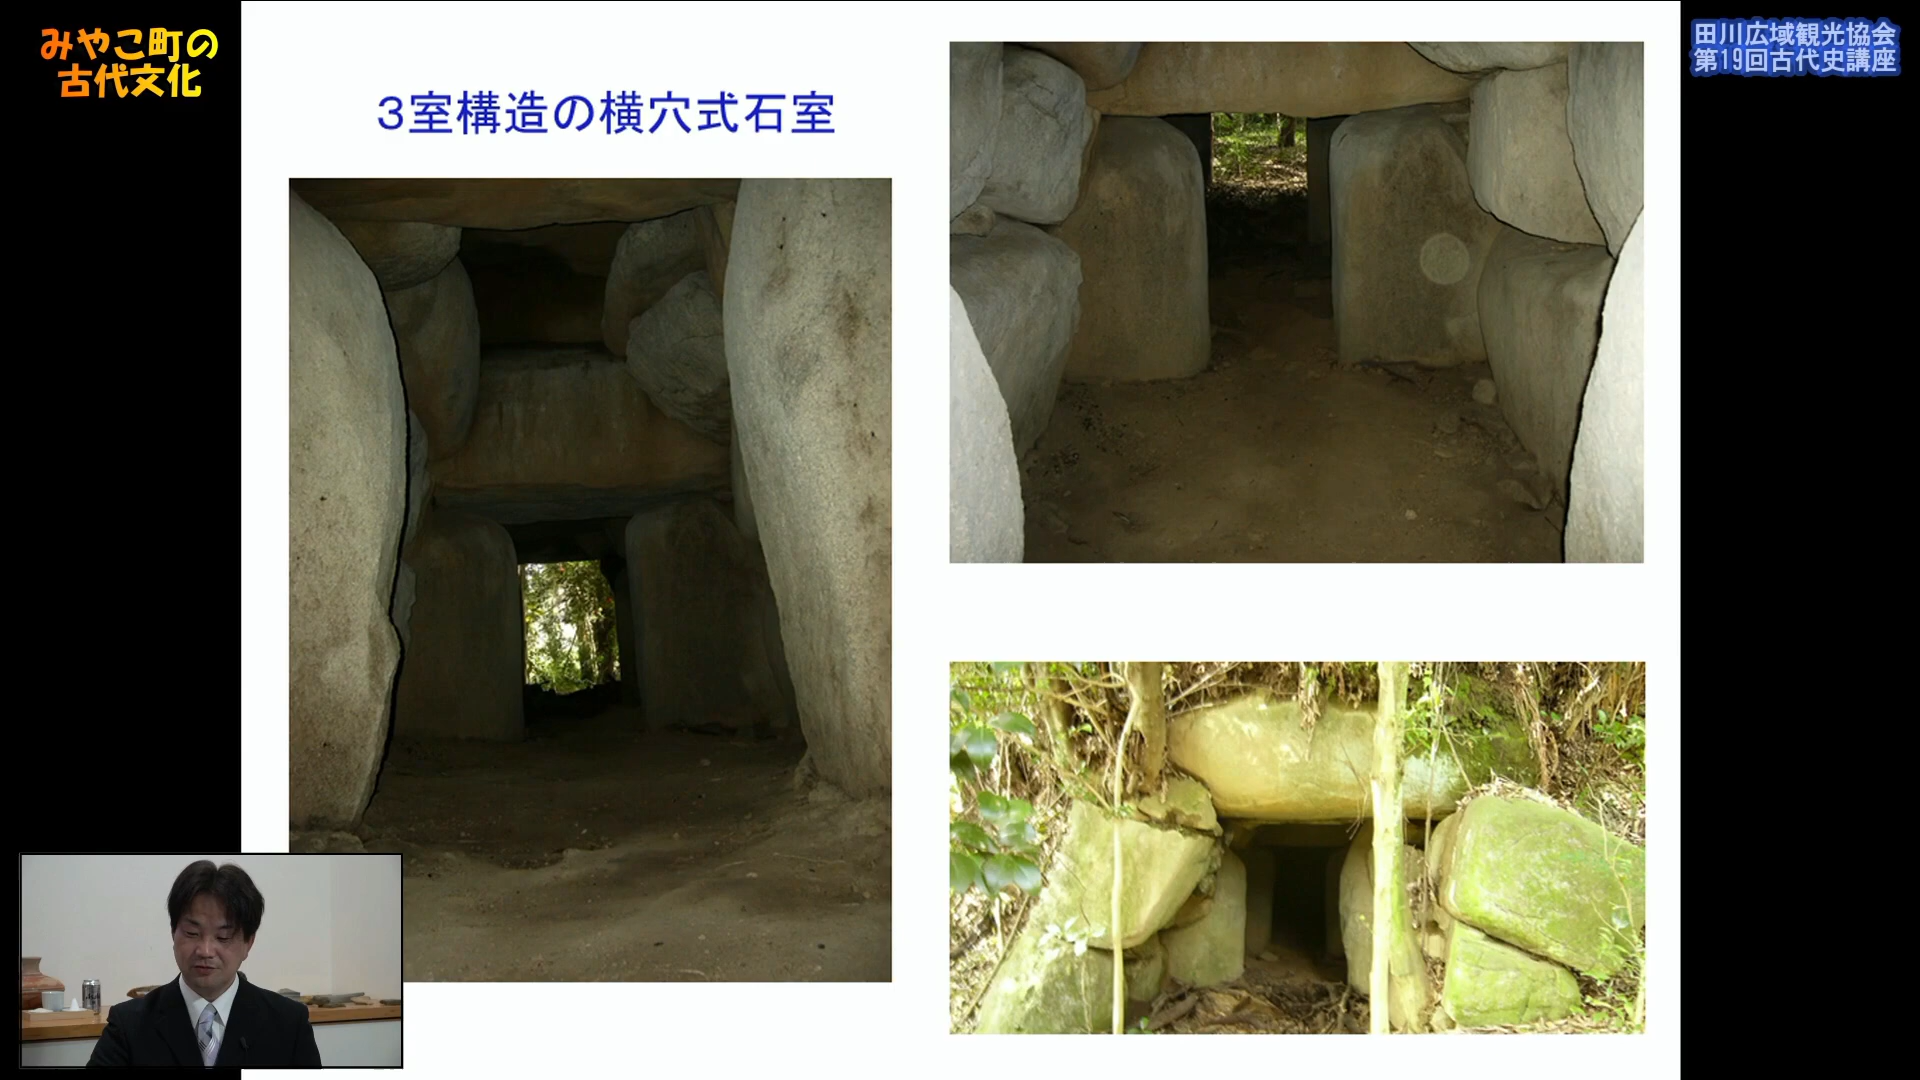 みやこ町の
古代文化
3室構造の横穴式石室
田川広域観光協会
第19回古代史講座